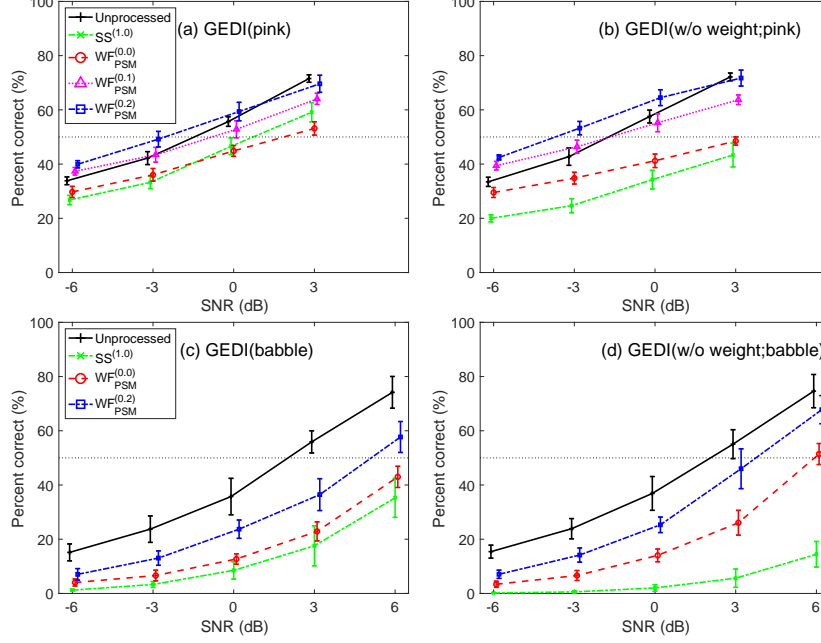 (a) GEDI(pink)
Unprocessed
SS(1.0)
WF(0.0)PSM
WF(0.1)PSM
WF(0.2)PSM
Percent correct (%)
100
80
60
40
20
0
-6 -3 0 3 6
SNR (dB)
(b) GEDI(w/o weight;pink)
Percent correct (%)
100
80
60
40
20
0
-6 -3 0 3 6
SNR (dB)
(c) GEDI(babble)
Unprocessed
SS(1.0)
WF(0.0)PSM
WF(0.2)PSM
Percent correct (%)
100
80
60
40
20
0
-6 -3 0 3 6
SNR (dB)
(d) GEDI(w/o weight;babble)
Percent correct (%)
100
80
60
40
20
0
-6 -3 0 3 6
SNR (dB)